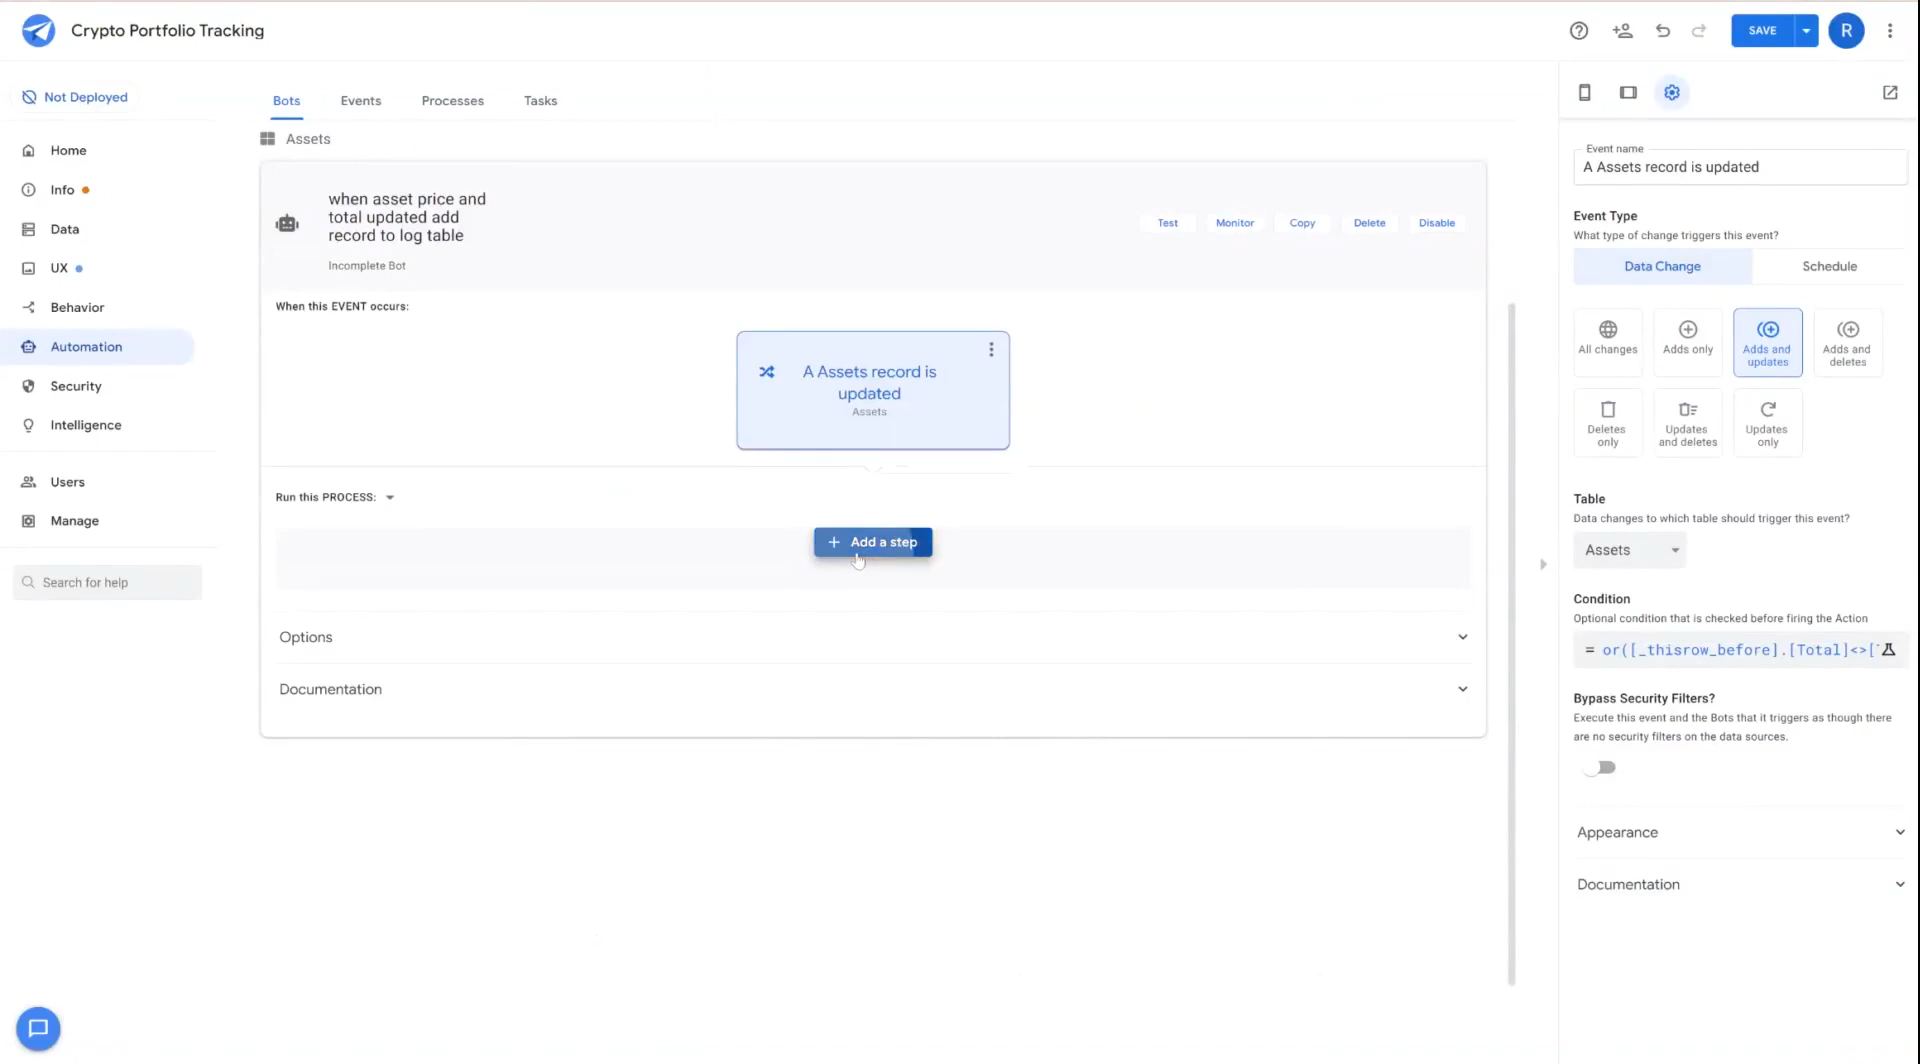 Crypto Portfolio Tracking
SAVE
R
Not Deployed
Home
Info
Data
UX
Behavior
Automation
Security
Intelligence
Users
Manage
Search for help
Bots
Events
Processes
Tasks
Assets
when asset price and
total updated add
record to log table
Incomplete Bot
Test
Monitor
Copy
Delete
Disable
When this EVENT occurs:
A Assets record is
updated
Assets
Run this PROCESS:
+ Add a step
Options
Documentation
Event name
A Assets record is updated
Event Type
What type of change triggers this event?
Data Change
Schedule
All changes
Adds only
Adds and
updates
Adds and
deletes
Deletes
only
Updates
and deletes
Updates
only
Table
Data changes to which table should trigger this event?
Assets
Condition
Optional condition that is checked before firing the Action
= or([_thisrow_before].[Total]<>[
Bypass Security Filters?
Execute this event and the Bots that it triggers as though there
are no security filters on the data sources.
Appearance
Documentation